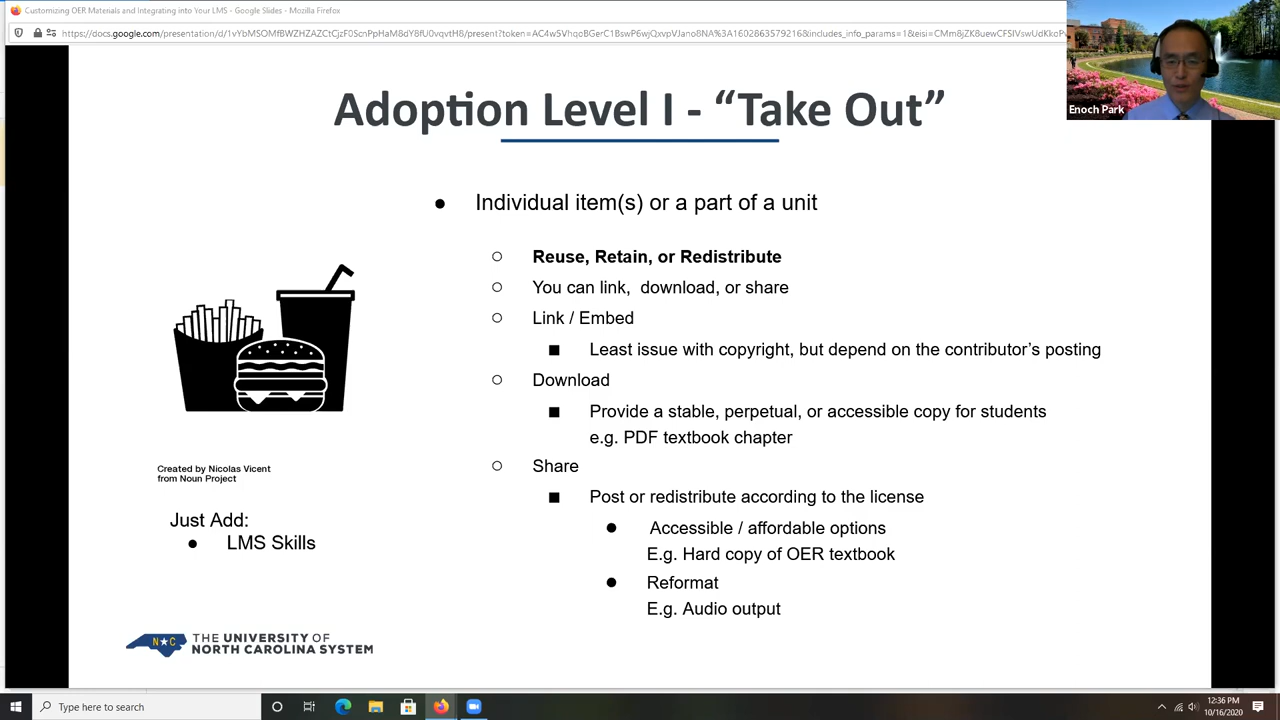 Customizing OER Materials and Integrating into Your LMS - Google Slides - Mozilla Firefox
Enoch Park
Adoption Level I - “Take Out”
● Individual item(s) or a part of a unit
○ Reuse, Retain, or Redistribute
○ You can link, download, or share
○ Link / Embed
■ Least issue with copyright, but depend on the contributor’s posting
○ Download
■ Provide a stable, perpetual, or accessible copy for students
e.g. PDF textbook chapter
○ Share
■ Post or redistribute according to the license
● Accessible / affordable options
E.g. Hard copy of OER textbook
● Reformat
E.g. Audio output
Created by Nicolas Vicent
from Noun Project
Just Add:
● LMS Skills
N★C THE UNIVERSITY OF
NORTH CAROLINA SYSTEM
Type here to search
12:36 PM
10/16/2020